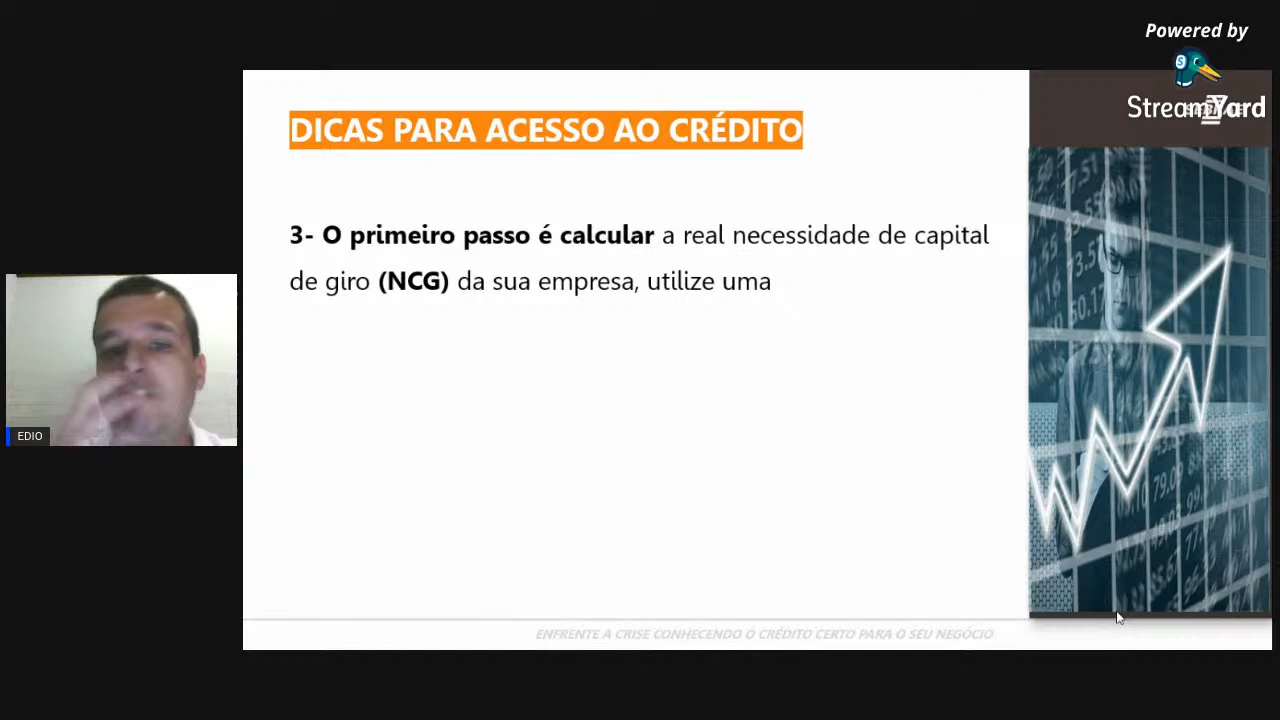 Powered by
StreamYard
DICAS PARA ACESSO AO CRÉDITO
3- O primeiro passo é calcular a real necessidade de capital
de giro (NCG) da sua empresa, utilize uma
EDIO
ENFRENTE A CRISE CONHECENDO O CRÉDITO CERTO PARA O SEU NEGÓCIO